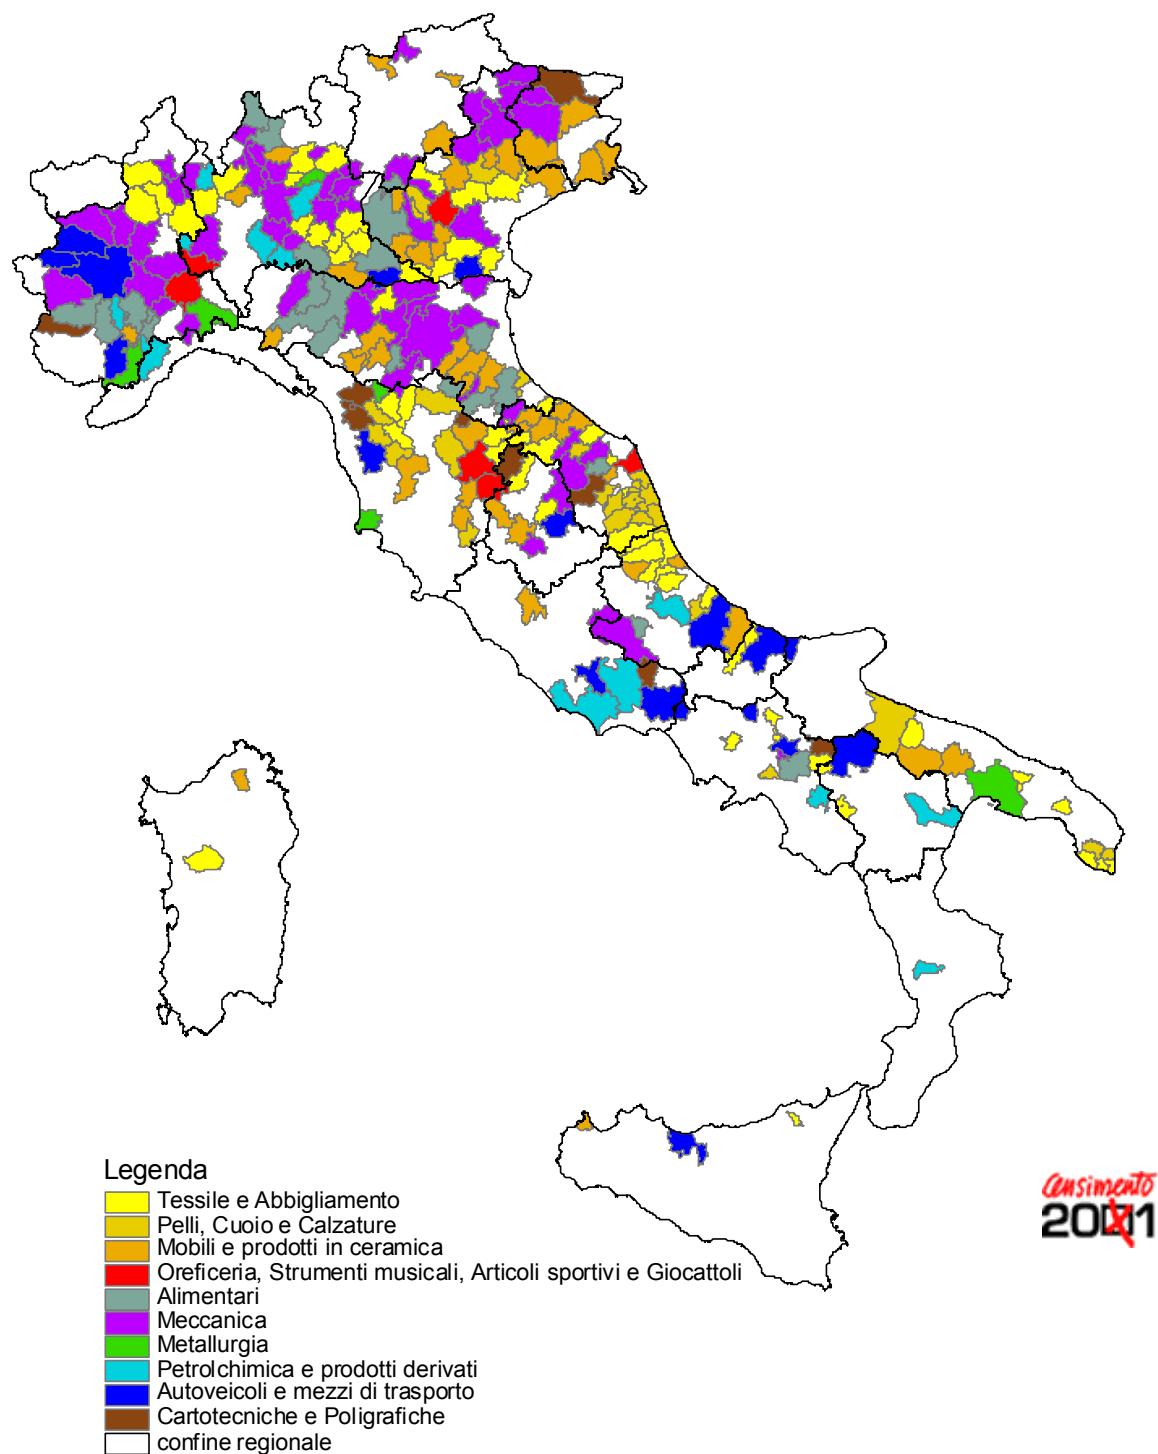 Legenda
Tessile e Abbigliamento
Pelli, Cuoio e Calzature
Mobili e prodotti in ceramica
Oreficeria, Strumenti musicali, Articoli sportivi e Giocattoli
Alimentari
Meccanica
Metallurgia
Petrolchimica e prodotti derivati
Autoveicoli e mezzi di trasporto
Cartotecniche e Poligrafiche
confine regionale
Censimento
2001